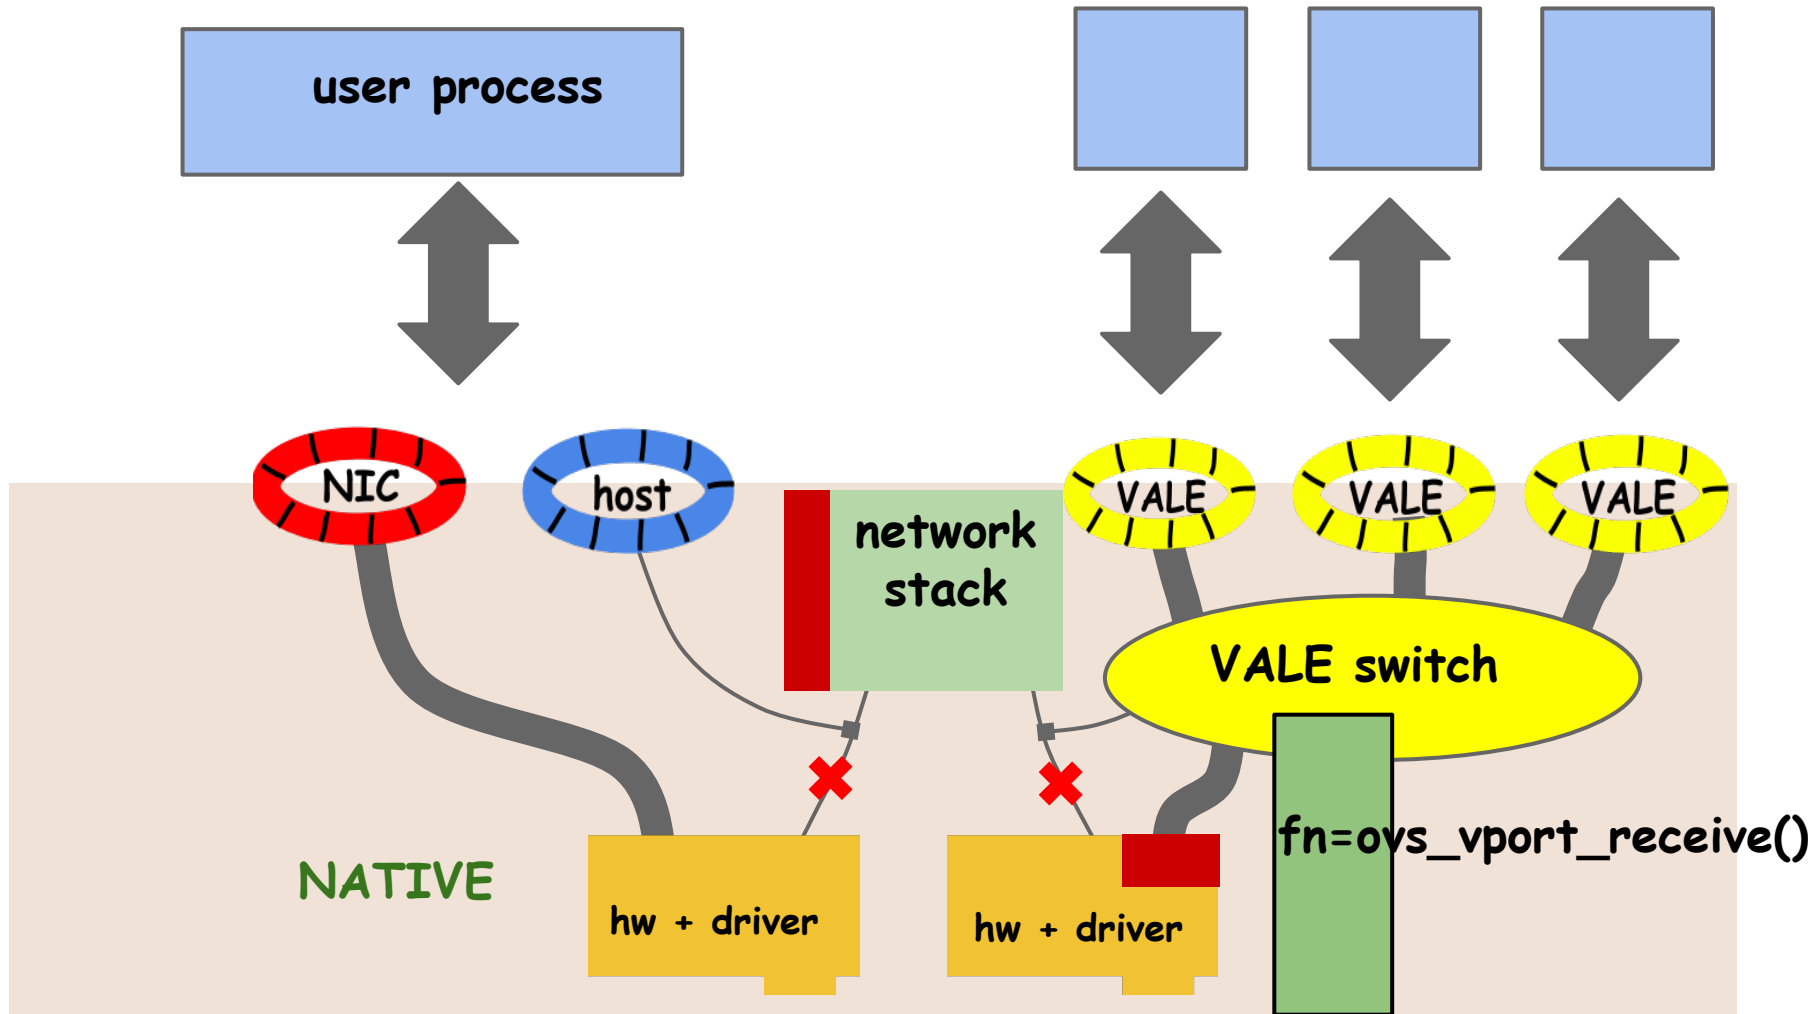 user process
NIC
host
VALE
VALE
VALE
network
stack
VALE switch
fn=ovs_vport_receive()
NATIVE
hw + driver
hw + driver